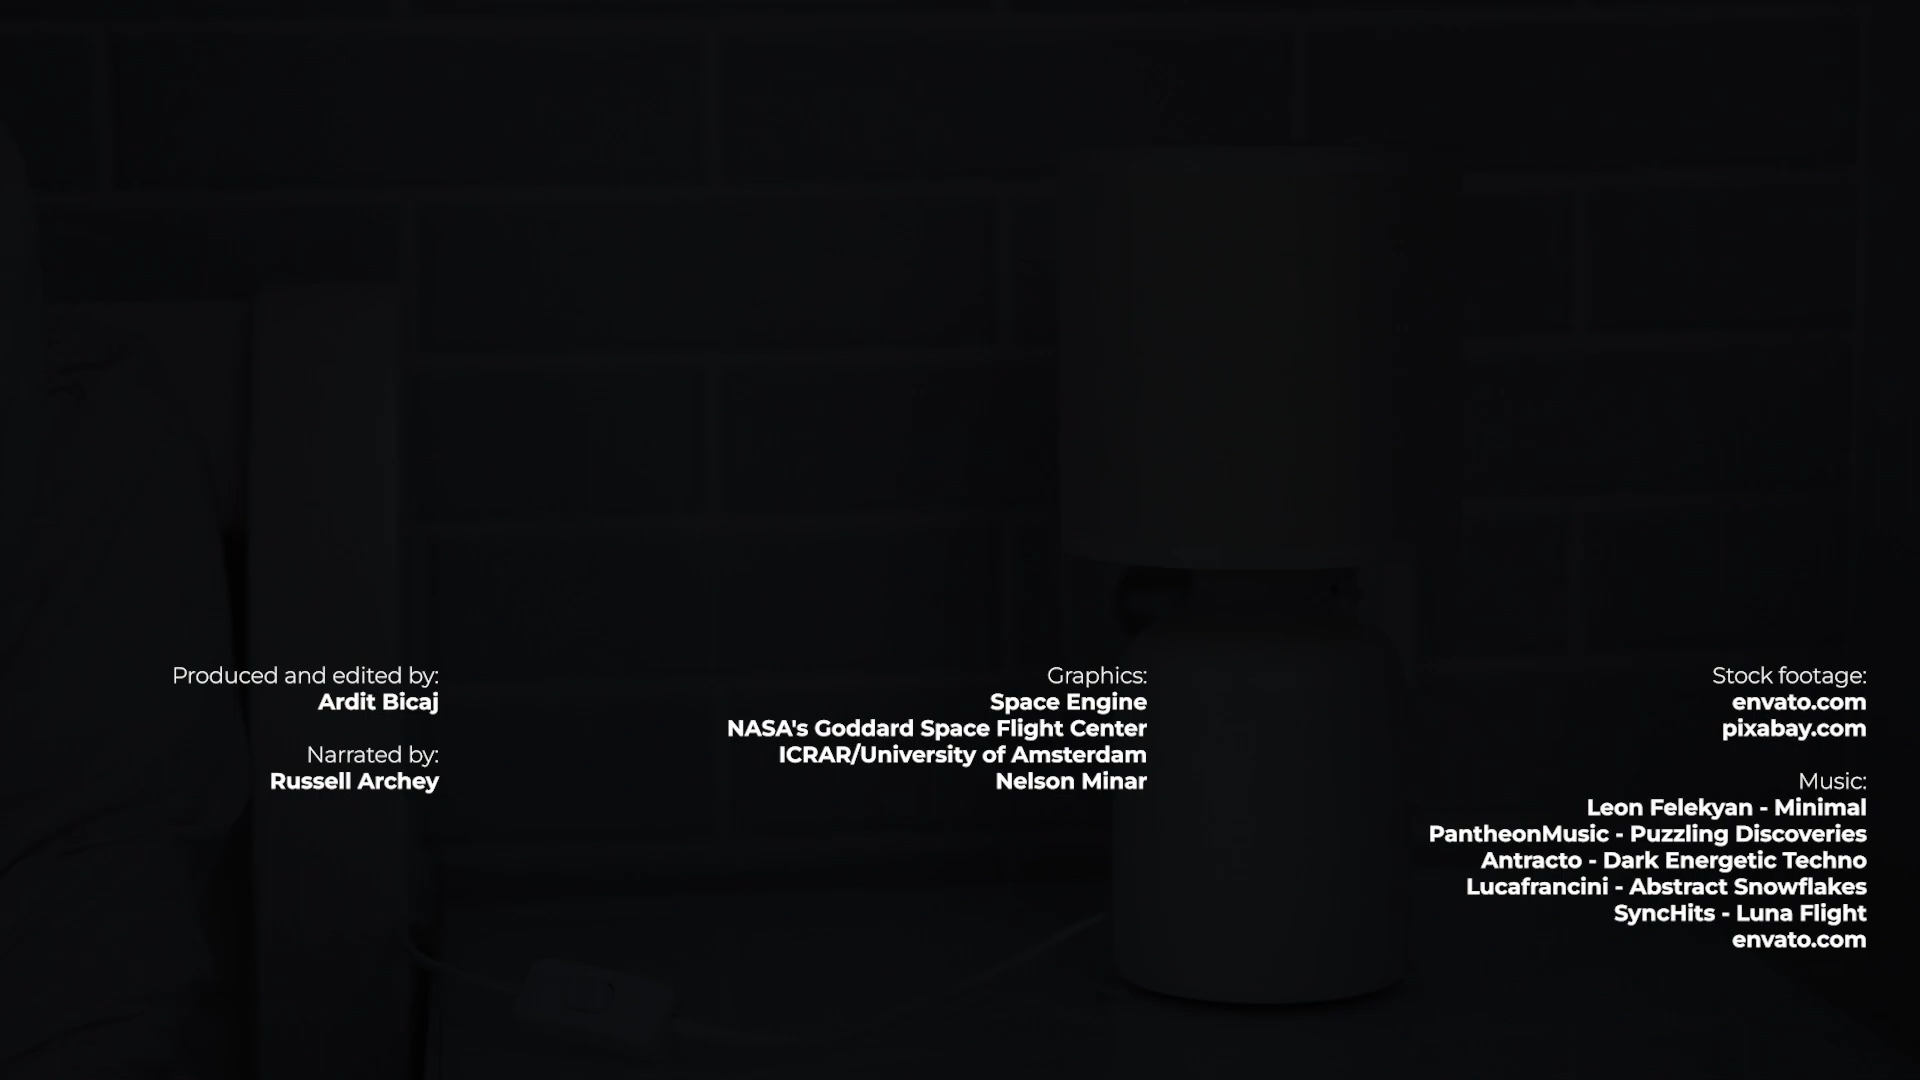 Produced and edited by:
Ardit Bicaj
Narrated by:
Russell Archey
Graphics:
Space Engine
NASA's Goddard Space Flight Center
ICRAR/University of Amsterdam
Nelson Minar
Stock footage:
envato.com
pixabay.com
Music:
Leon Felekyan - Minimal
PantheonMusic - Puzzling Discoveries
Antracto - Dark Energetic Techno
Lucafrancini - Abstract Snowflakes
SyncHits - Luna Flight
envato.com